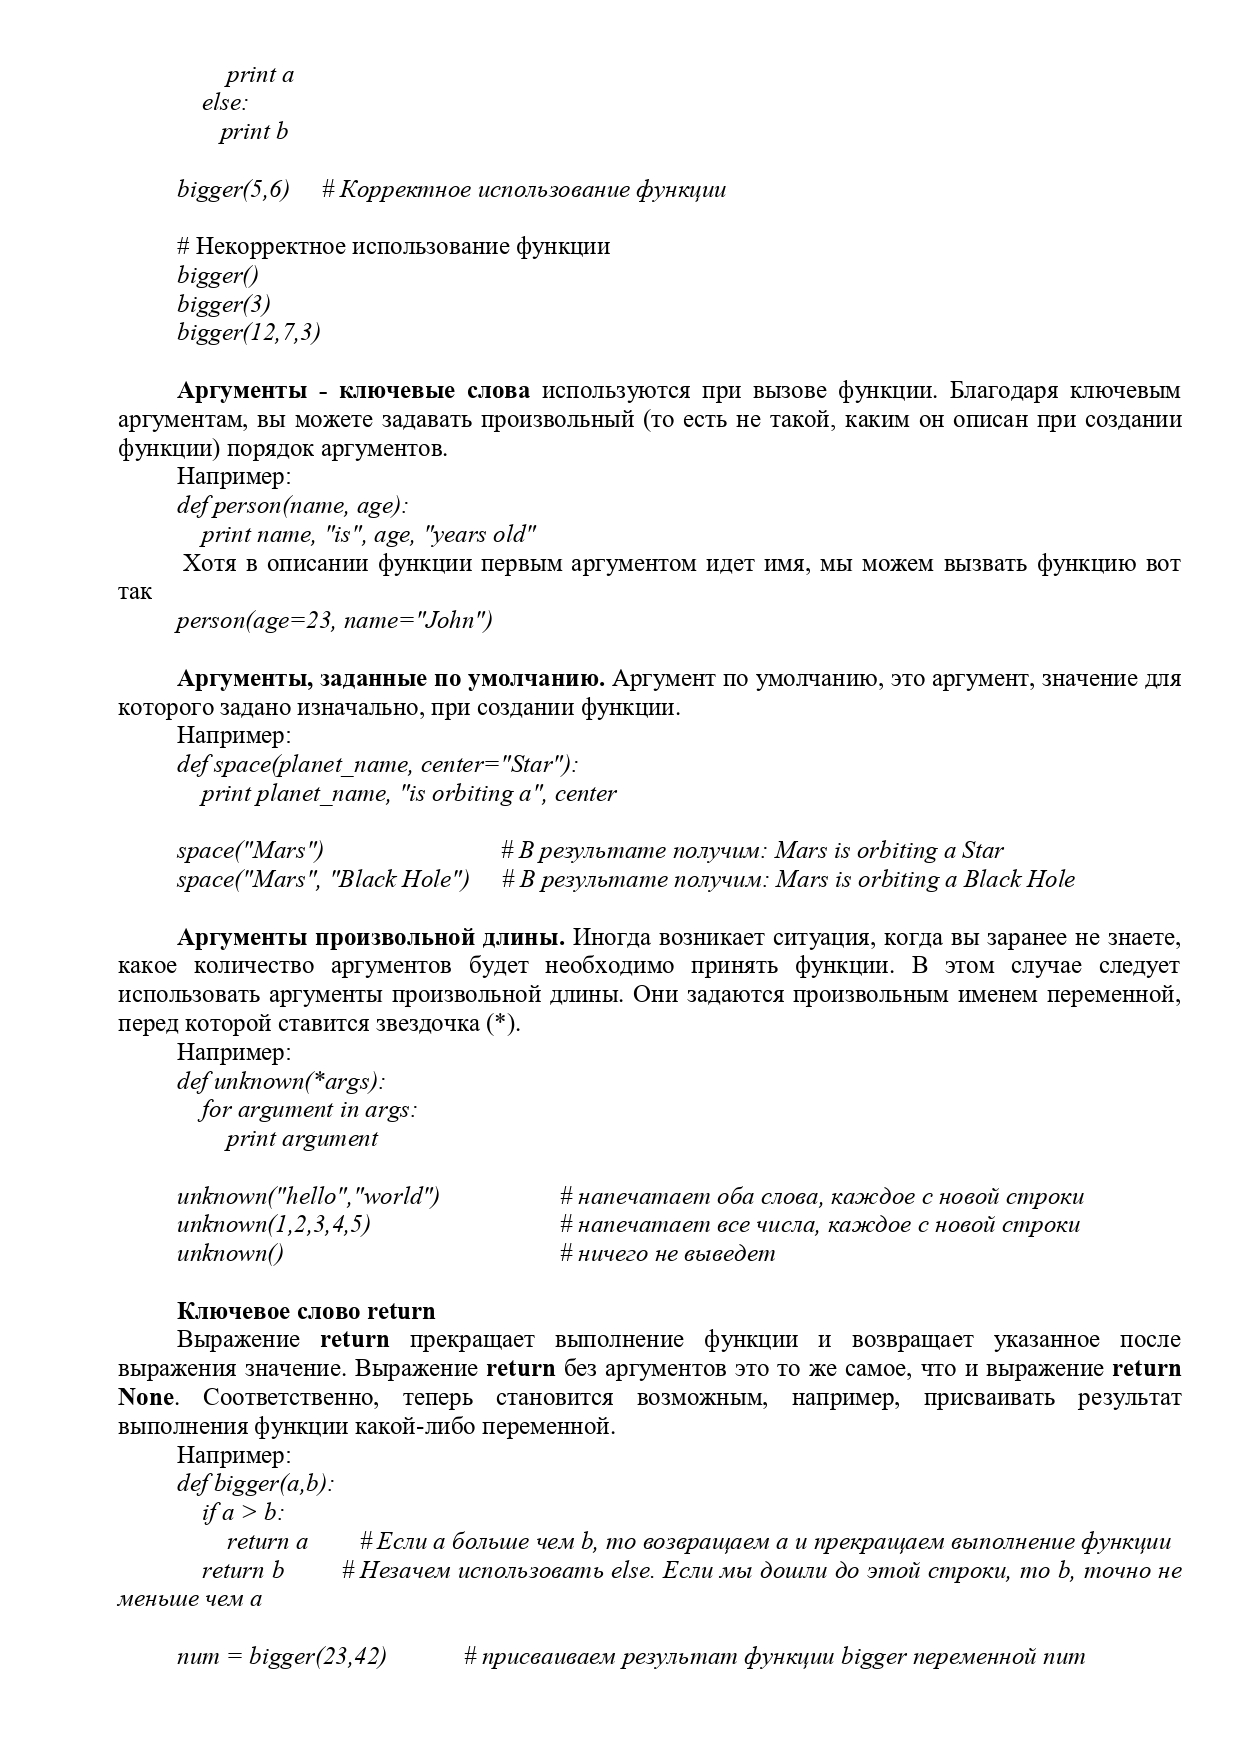 print a
else:
print b
bigger(5,6) # Корректное использование функции
# Некорректное использование функции
bigger()
bigger(3)
bigger(12,7,3)
Аргументы - ключевые слова используются при вызове функции. Благодаря ключевым
аргументам, вы можете задавать произвольный (то есть не такой, каким он описан при создании
функции) порядок аргументов.
Например:
def person(name, age):
print name, "is", age, "years old"
Хотя в описании функции первым аргументом идет имя, мы можем вызвать функцию вот
так
person(age=23, name="John")
Аргументы, заданные по умолчанию. Аргумент по умолчанию, это аргумент, значение для
которого задано изначально, при создании функции.
Например:
def space(planet_name, center="Star"):
print planet_name, "is orbiting a", center
space("Mars") # В результате получим: Mars is orbiting a Star
space("Mars", "Black Hole") # В результате получим: Mars is orbiting a Black Hole
Аргументы произвольной длины. Иногда возникает ситуация, когда вы заранее не знаете,
какое количество аргументов будет необходимо принять функции. В этом случае следует
использовать аргументы произвольной длины. Они задаются произвольным именем переменной,
перед которой ставится звездочка (*).
Например:
def unknown(*args):
for argument in args:
print argument
unknown("hello","world") # напечатает оба слова, каждое с новой строки
unknown(1,2,3,4,5) # напечатает все числа, каждое с новой строки
unknown() # ничего не выведет
Ключевое слово return
Выражение return прекращает выполнение функции и возвращает указанное после
выражения значение. Выражение return без аргументов это то же самое, что и выражение return
None. Соответственно, теперь становится возможным, например, присваивать результат
выполнения функции какой-либо переменной.
Например:
def bigger(a,b):
if a > b:
return a # Если a больше чем b, то возвращаем a и прекращаем выполнение функции
return b # Незачем использовать else. Если мы дошли до этой строки, то b, точно не
меньше чем a
num = bigger(23,42) # присваиваем результат функции bigger переменной num